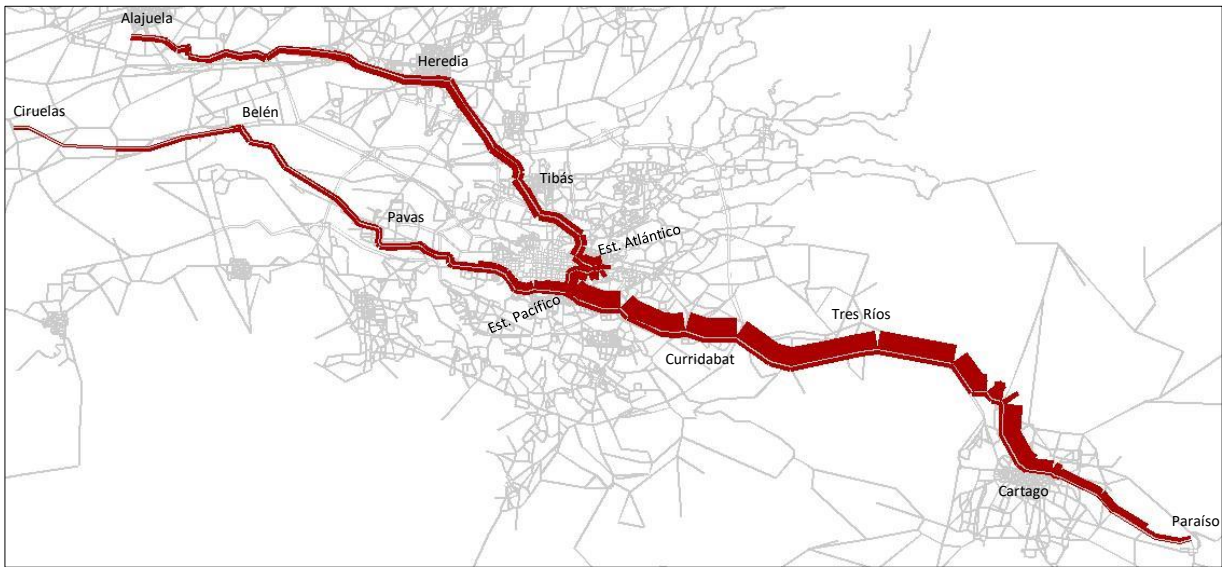 Alajuela
Heredia
Ciruelas
Belén
Tibás
Pavas
Est. Atlántico
Est. Pacífico
Tres Ríos
Curridabat
Cartago
Paraíso